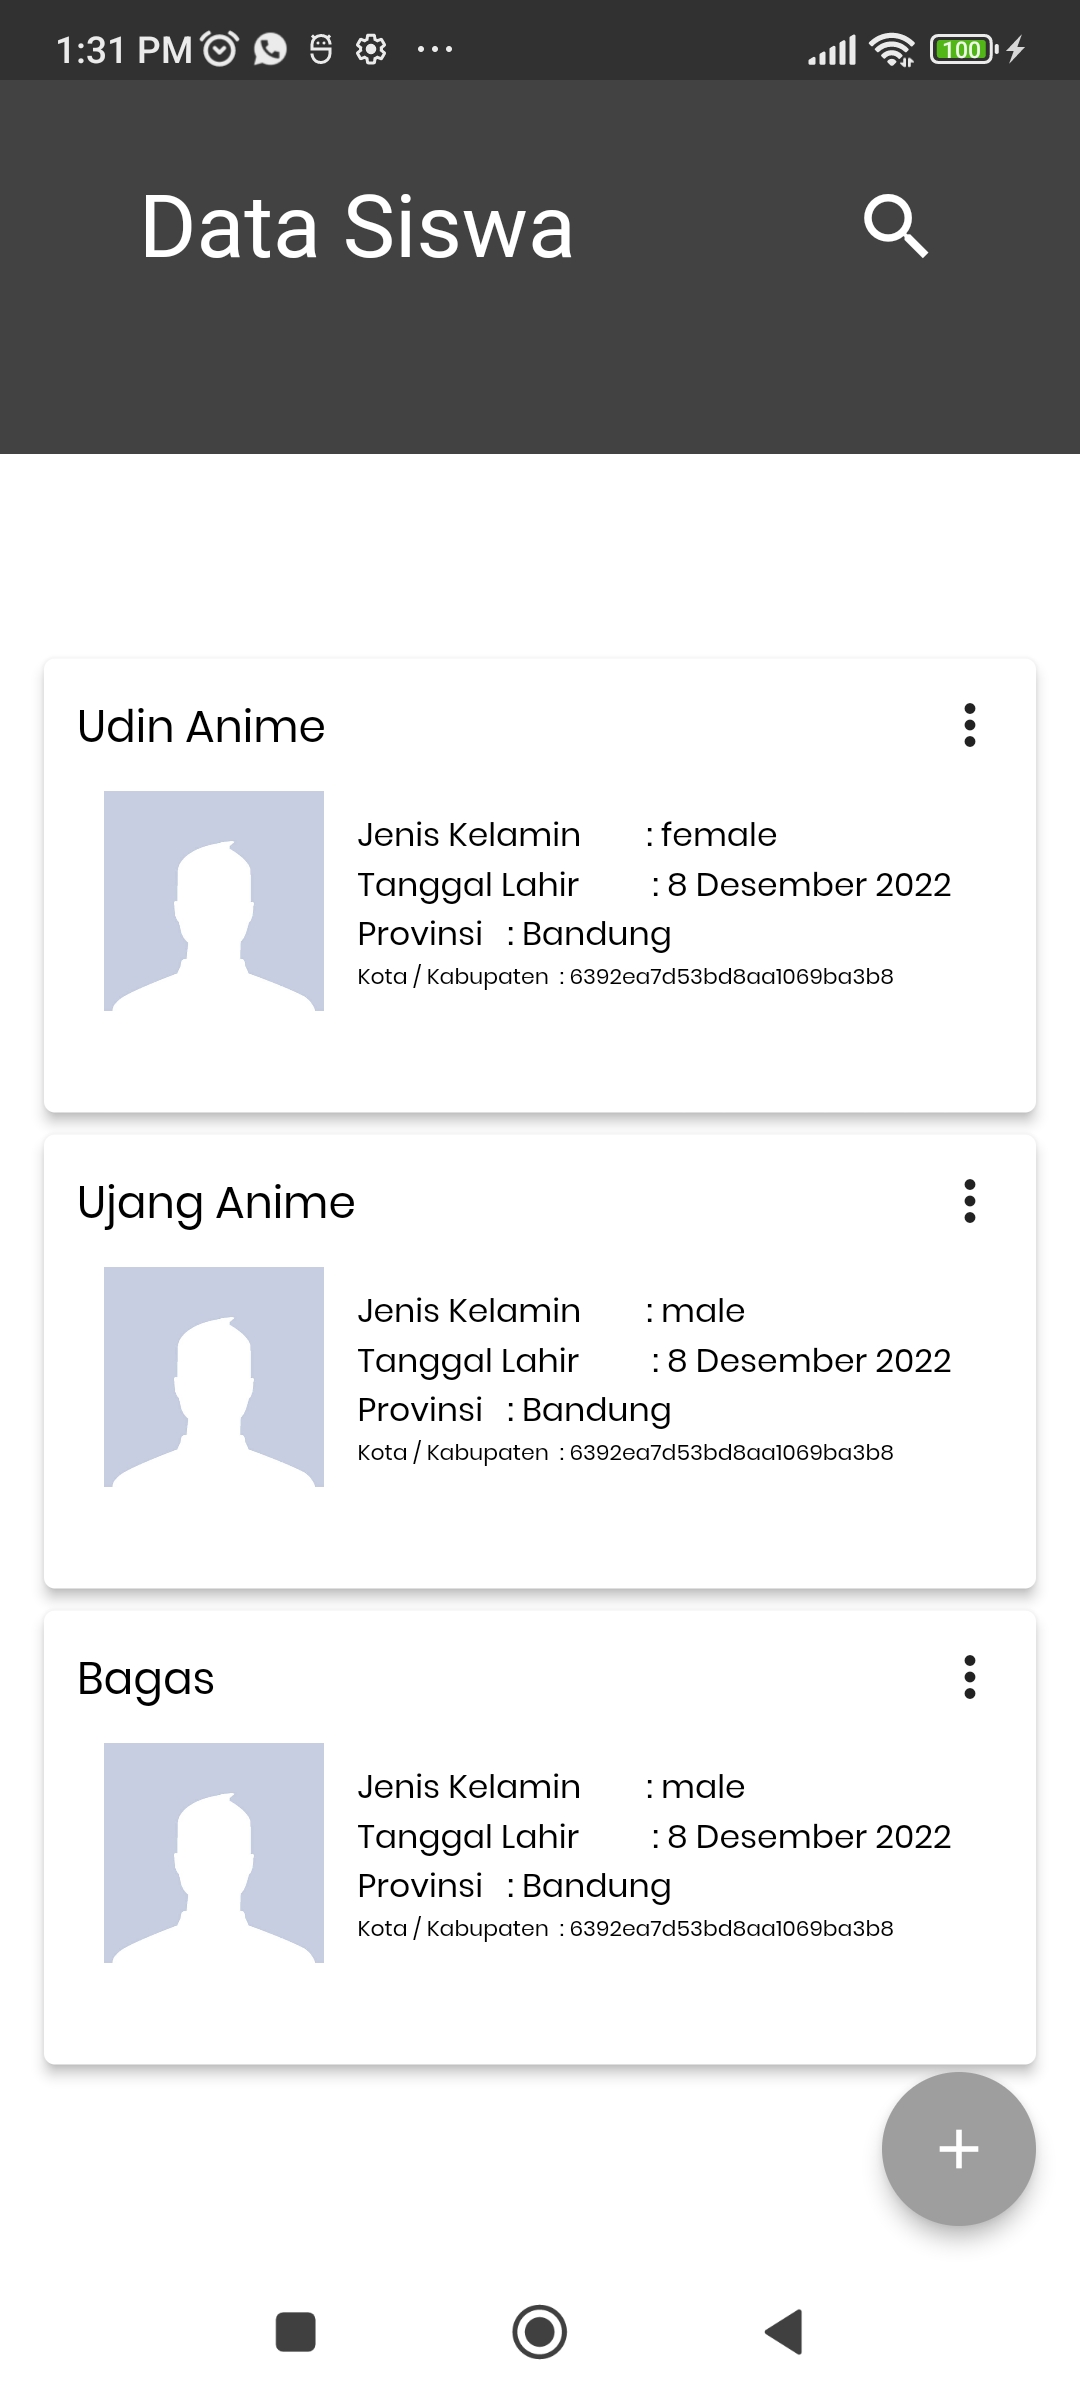 1:31 PM 100
Data Siswa
Udin Anime
Jenis Kelamin : female
Tanggal Lahir : 8 Desember 2022
Provinsi : Bandung
Kota / Kabupaten : 6392ea7d53bd8aa1069ba3b8
Ujang Anime
Jenis Kelamin : male
Tanggal Lahir : 8 Desember 2022
Provinsi : Bandung
Kota / Kabupaten : 6392ea7d53bd8aa1069ba3b8
Bagas
Jenis Kelamin : male
Tanggal Lahir : 8 Desember 2022
Provinsi : Bandung
Kota / Kabupaten : 6392ea7d53bd8aa1069ba3b8